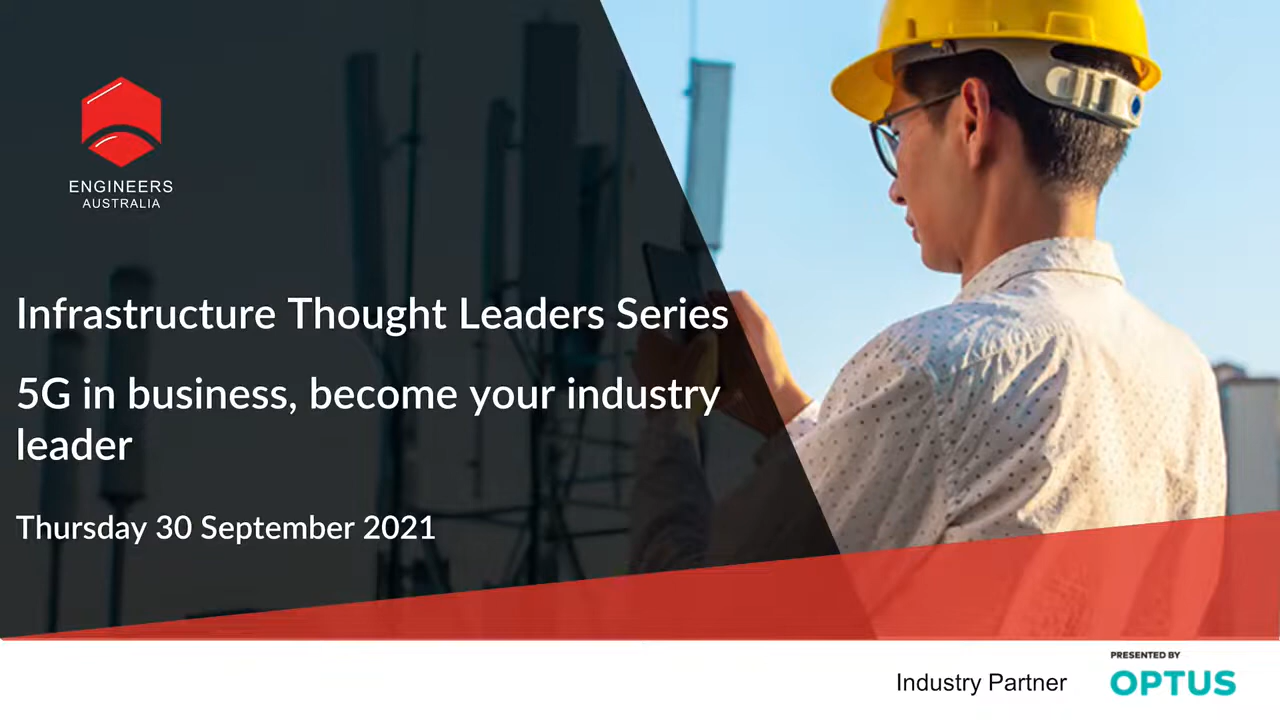 ENGINEERS
AUSTRALIA
Infrastructure Thought Leaders Series
5G in business, become your industry
leader
Thursday 30 September 2021
Industry Partner
PRESENTED BY
OPTUS